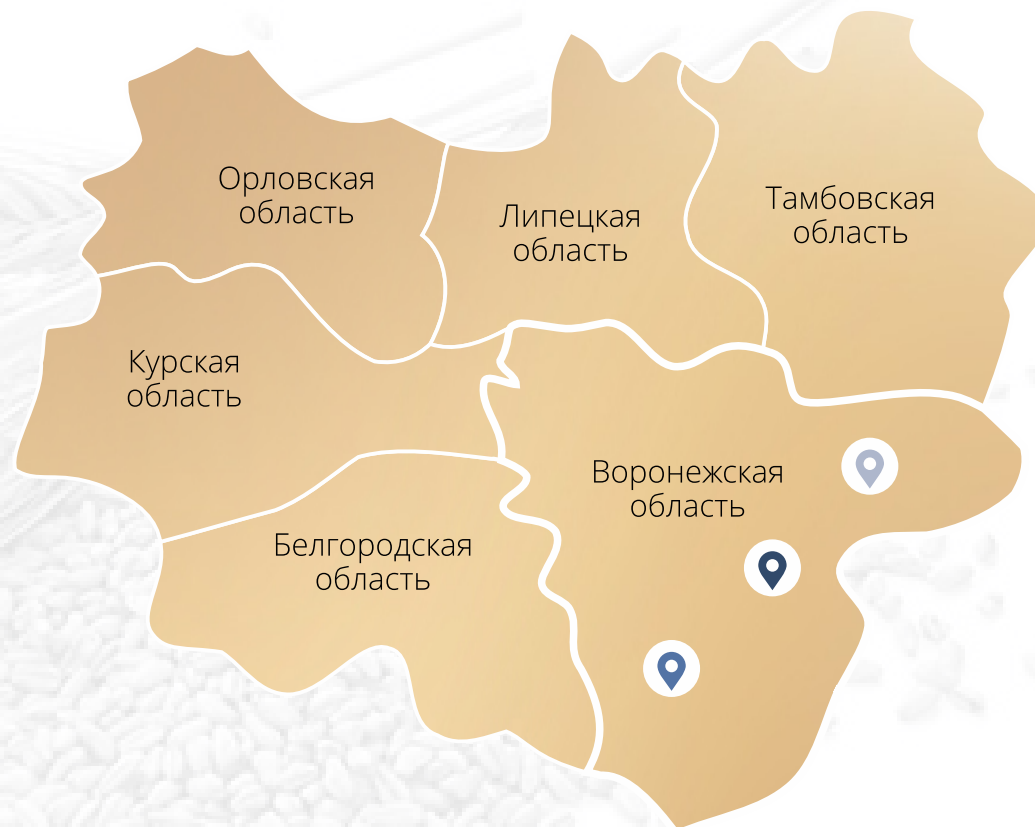 Орловская
область
Липецкая
область
Тамбовская
область
Курская
область
Воронежская
область
Белгородская
область